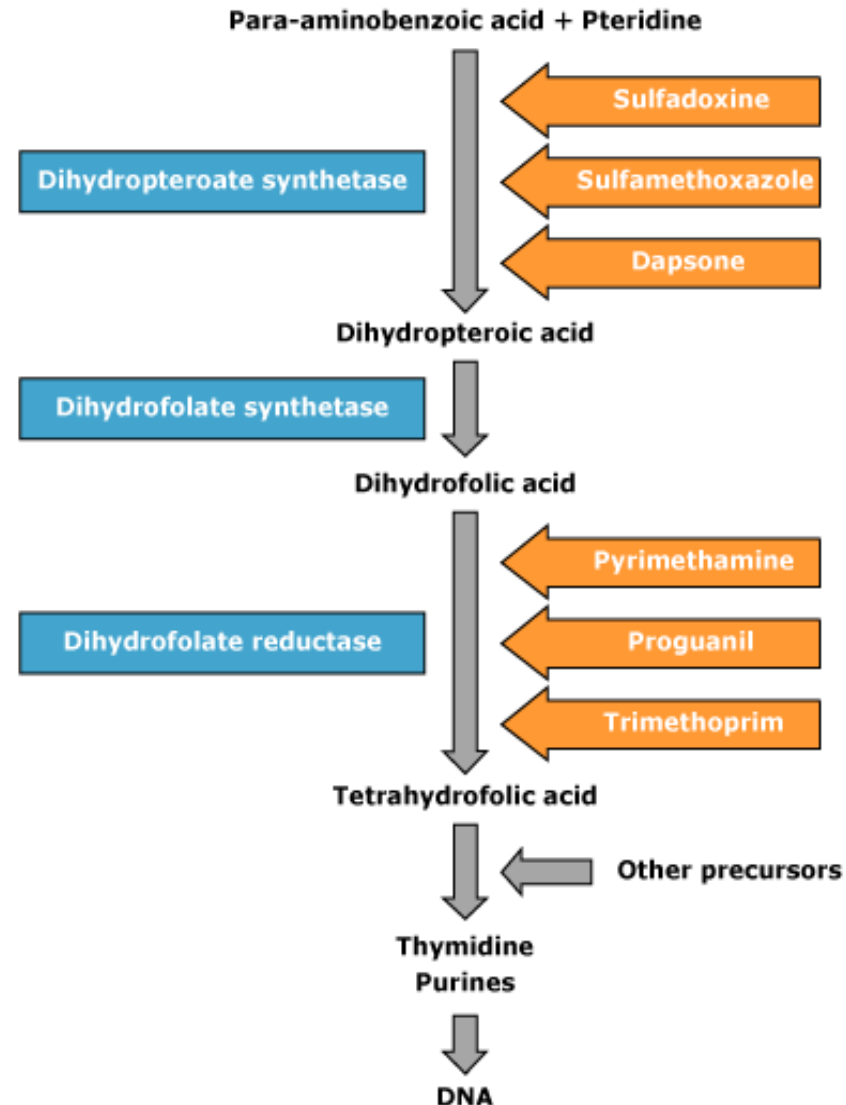 Para-aminobenzoic acid + Pteridine
Sulfadoxine
Dihydropteroate synthetase
Sulfamethoxazole
Dapsone
Dihydropteroic acid
Dihydrofolate synthetase
Dihydrofolic acid
Pyrimethamine
Dihydrofolate reductase
Proguanil
Trimethoprim
Tetrahydrofolic acid
Other precursors
Thymidine
Purines
DNA